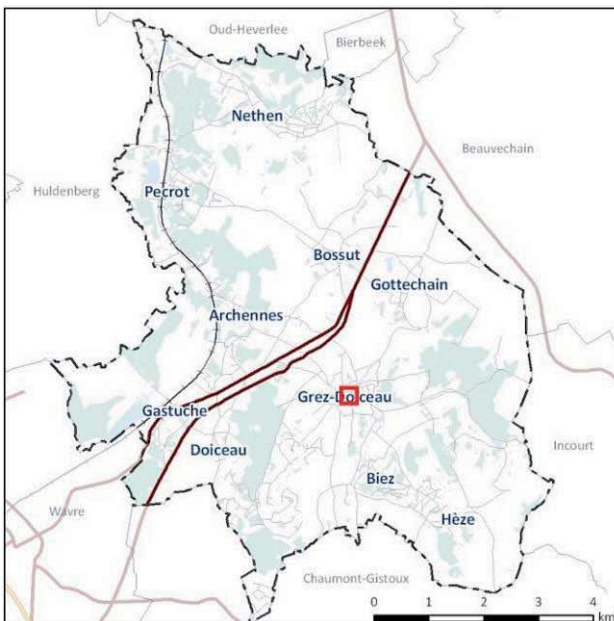 Oud-Heverlee
Bierbeek
Nethen
Beauvechain
Huldenberg
Pecrot
Bossut
Gottechain
Archennes
Grez-Doiceau
Gastuche
Doiceau
Incourt
Biez
Wavre
Hèze
Chaumont-Gistoux
0 1 2 3 4
km